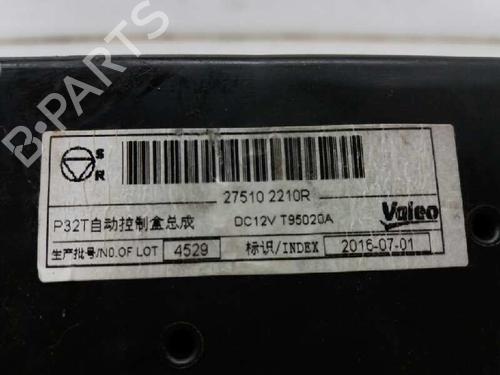 B-PARTS
S
R
27510 2210R
P32T自动控制盒总成
DC12V T95020A
Valeo
生产批号/NO.OF LOT 4529 标识/INDEX 2016-07-01